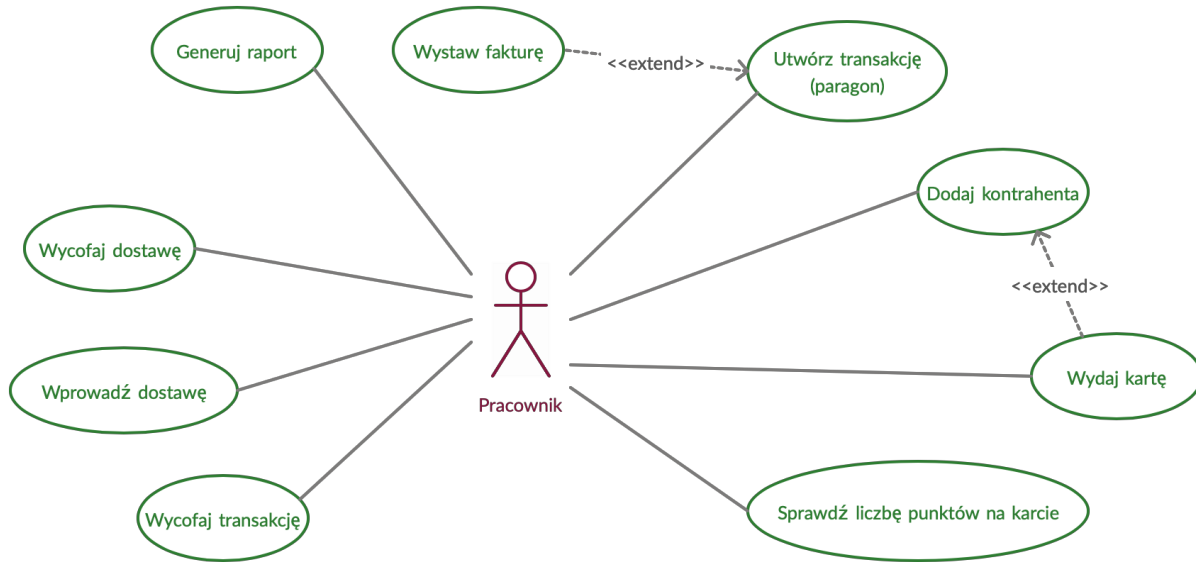 Generuj raport
Wystaw fakturę
<<extend>>
Utwórz transakcję
(paragon)
Dodaj kontrahenta
Wycofaj dostawę
<<extend>>
Wprowadź dostawę
Pracownik
Wydaj kartę
Wycofaj transakcję
Sprawdź liczbę punktów na karcie